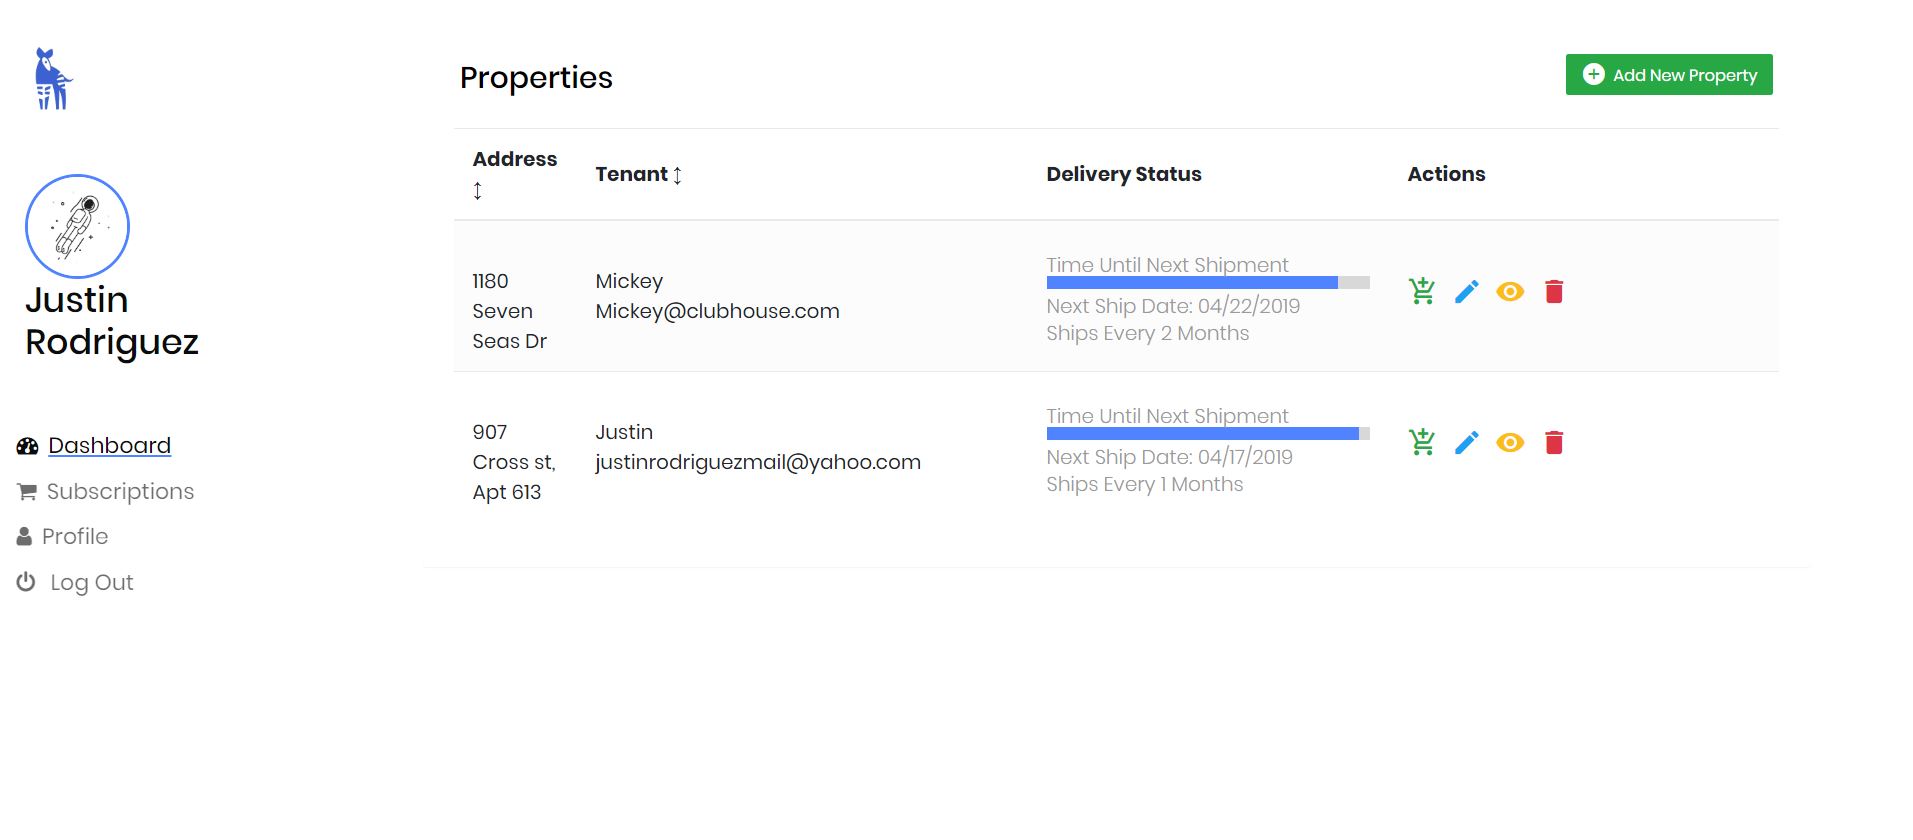 Justin
Rodriguez
Dashboard
Subscriptions
Profile
Log Out
Properties
Add New Property
Address
Tenant
Delivery Status
Actions
1180
Seven
Seas Dr
Mickey
Mickey@clubhouse.com
Time Until Next Shipment
Next Ship Date: 04/22/2019
Ships Every 2 Months
907
Cross st,
Apt 613
Justin
justinrodriguezmail@yahoo.com
Time Until Next Shipment
Next Ship Date: 04/17/2019
Ships Every 1 Months